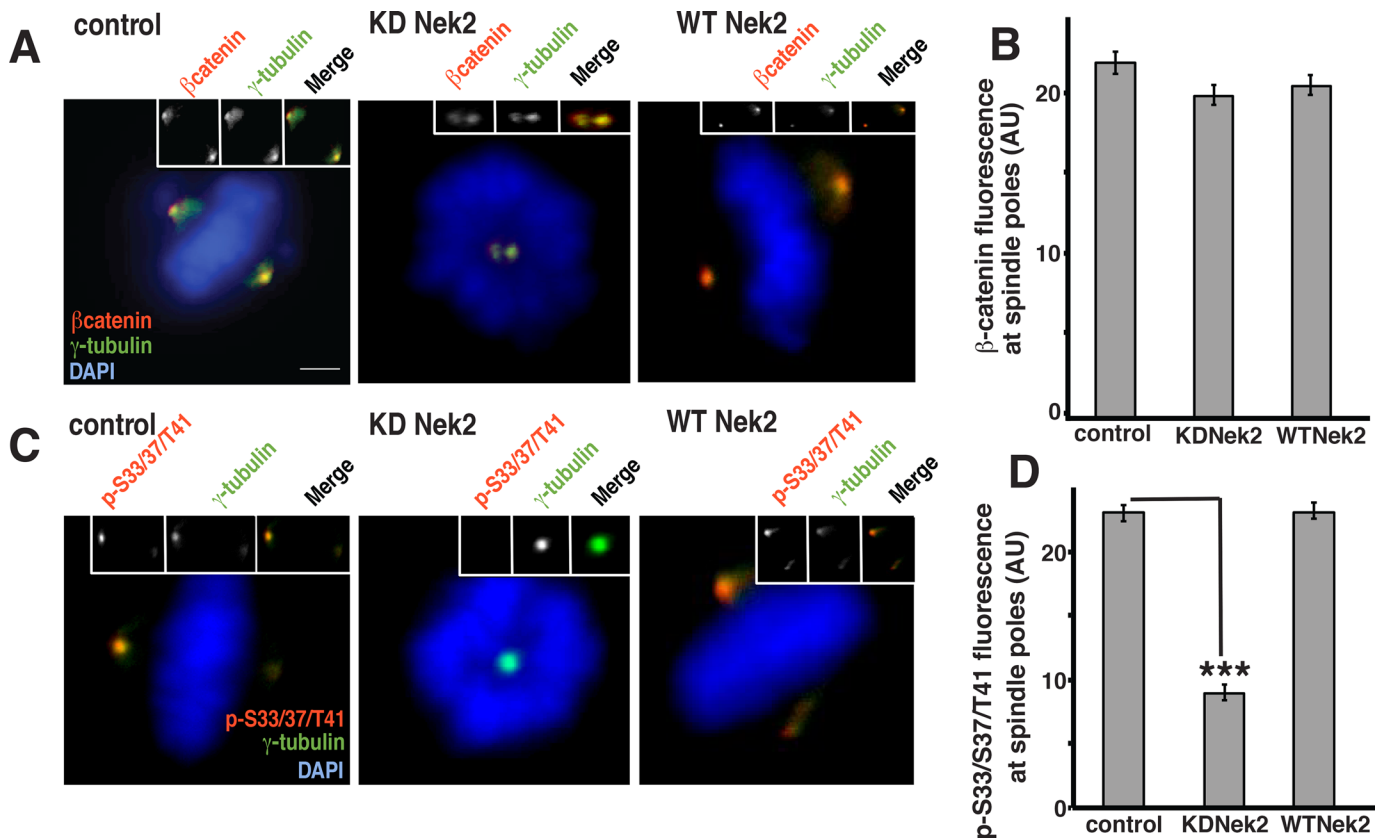 A
control
βcatenin
γ-tubulin
Merge
KD Nek2
βcatenin
γ-tubulin
Merge
WT Nek2
βcatenin
γ-tubulin
Merge
βcatenin
γ-tubulin
DAPI
B
β-catenin fluorescence
at spindle poles (AU)
20
10
0
control
KDNek2
WTNek2
C
control
p-S33/37/T41
γ-tubulin
Merge
KD Nek2
p-S33/37/T41
γ-tubulin
Merge
WT Nek2
p-S33/37/T41
γ-tubulin
Merge
p-S33/37/T41
γ-tubulin
DAPI
D
p-S33/S37/T41 fluorescence
at spindle poles (AU)
20
10
0
***
control
KDNek2
WTNek2